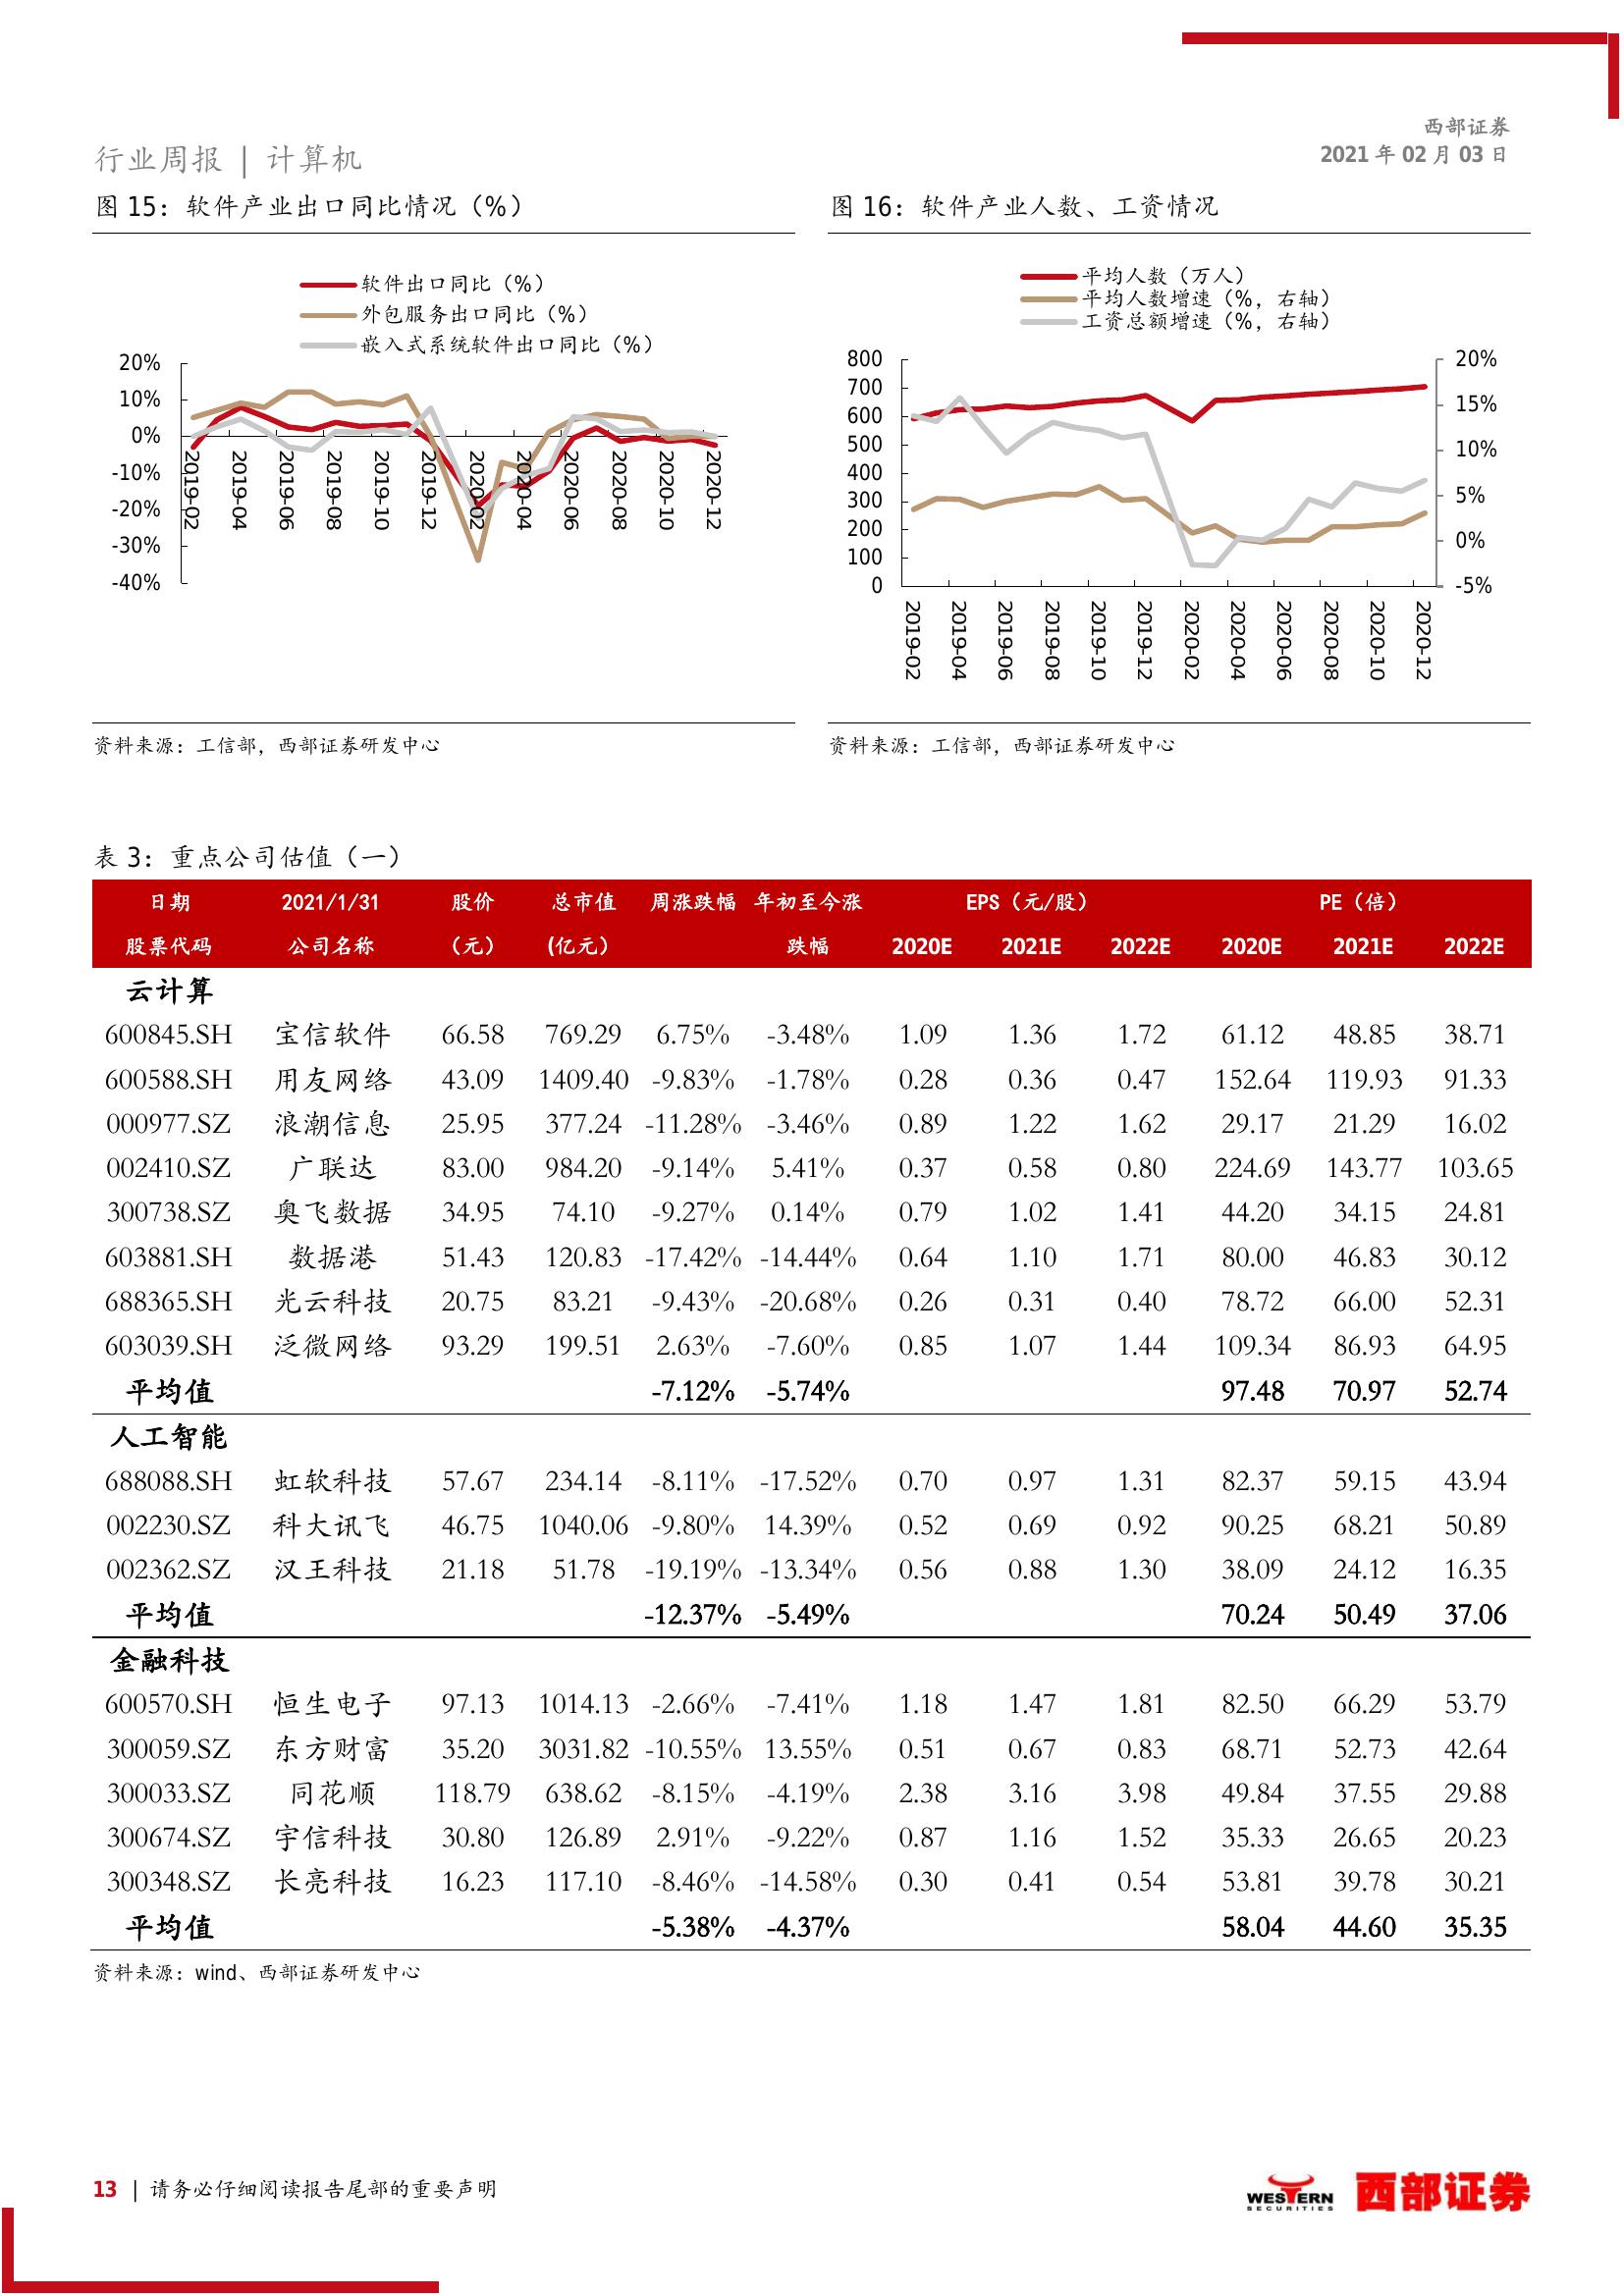 西部证券
2021 年 02 月 03 日
行业周报 | 计算机
图 15：软件产业出口同比情况（%）
软件出口同比（%）
外包服务出口同比（%）
嵌入式系统软件出口同比（%）
20%
10%
0%
-10%
-20%
-30%
-40%
2019-02 2019-04 2019-06 2019-08 2019-10 2019-12 2020-02 2020-04 2020-06 2020-08 2020-10 2020-12
资料来源：工信部，西部证券研发中心
图 16：软件产业人数、工资情况
平均人数（万人）
平均人数增速（%，右轴）
工资总额增速（%，右轴）
800
700
600
500
400
300
200
100
0
20%
15%
10%
5%
0%
-5%
2019-02 2019-04 2019-06 2019-08 2019-10 2019-12 2020-02 2020-04 2020-06 2020-08 2020-10 2020-12
资料来源：工信部，西部证券研发中心
表 3：重点公司估值（一）
日期 2021/1/31 股价 总市值 周涨跌幅 年初至今涨 EPS（元/股） PE（倍）
股票代码 公司名称 （元） (亿元） 跌幅 2020E 2021E 2022E 2020E 2021E 2022E
云计算
600845.SH 宝信软件 66.58 769.29 6.75% -3.48% 1.09 1.36 1.72 61.12 48.85 38.71
600588.SH 用友网络 43.09 1409.40 -9.83% -1.78% 0.28 0.36 0.47 152.64 119.93 91.33
000977.SZ 浪潮信息 25.95 377.24 -11.28% -3.46% 0.89 1.22 1.62 29.17 21.29 16.02
002410.SZ 广联达 83.00 984.20 -9.14% 5.41% 0.37 0.58 0.80 224.69 143.77 103.65
300738.SZ 奥飞数据 34.95 74.10 -9.27% 0.14% 0.79 1.02 1.41 44.20 34.15 24.81
603881.SH 数据港 51.43 120.83 -17.42% -14.44% 0.64 1.10 1.71 80.00 46.83 30.12
688365.SH 光云科技 20.75 83.21 -9.43% -20.68% 0.26 0.31 0.40 78.72 66.00 52.31
603039.SH 泛微网络 93.29 199.51 2.63% -7.60% 0.85 1.07 1.44 109.34 86.93 64.95
平均值 -7.12% -5.74% 97.48 70.97 52.74
人工智能
688088.SH 虹软科技 57.67 234.14 -8.11% -17.52% 0.70 0.97 1.31 82.37 59.15 43.94
002230.SZ 科大讯飞 46.75 1040.06 -9.80% 14.39% 0.52 0.69 0.92 90.25 68.21 50.89
002362.SZ 汉王科技 21.18 51.78 -19.19% -13.34% 0.56 0.88 1.30 38.09 24.12 16.35
平均值 -12.37% -5.49% 70.24 50.49 37.06
金融科技
600570.SH 恒生电子 97.13 1014.13 -2.66% -7.41% 1.18 1.47 1.81 82.50 66.29 53.79
300059.SZ 东方财富 35.20 3031.82 -10.55% 13.55% 0.51 0.67 0.83 68.71 52.73 42.64
300033.SZ 同花顺 118.79 638.62 -8.15% -4.19% 2.38 3.16 3.98 49.84 37.55 29.88
300674.SZ 宇信科技 30.80 126.89 2.91% -9.22% 0.87 1.16 1.52 35.33 26.65 20.23
300348.SZ 长亮科技 16.23 117.10 -8.46% -14.58% 0.30 0.41 0.54 53.81 39.78 30.21
平均值 -5.38% -4.37% 58.04 44.60 35.35
资料来源：wind、西部证券研发中心
13 | 请务必仔细阅读报告尾部的重要声明
WESTERN
SECURITIES
西部证券